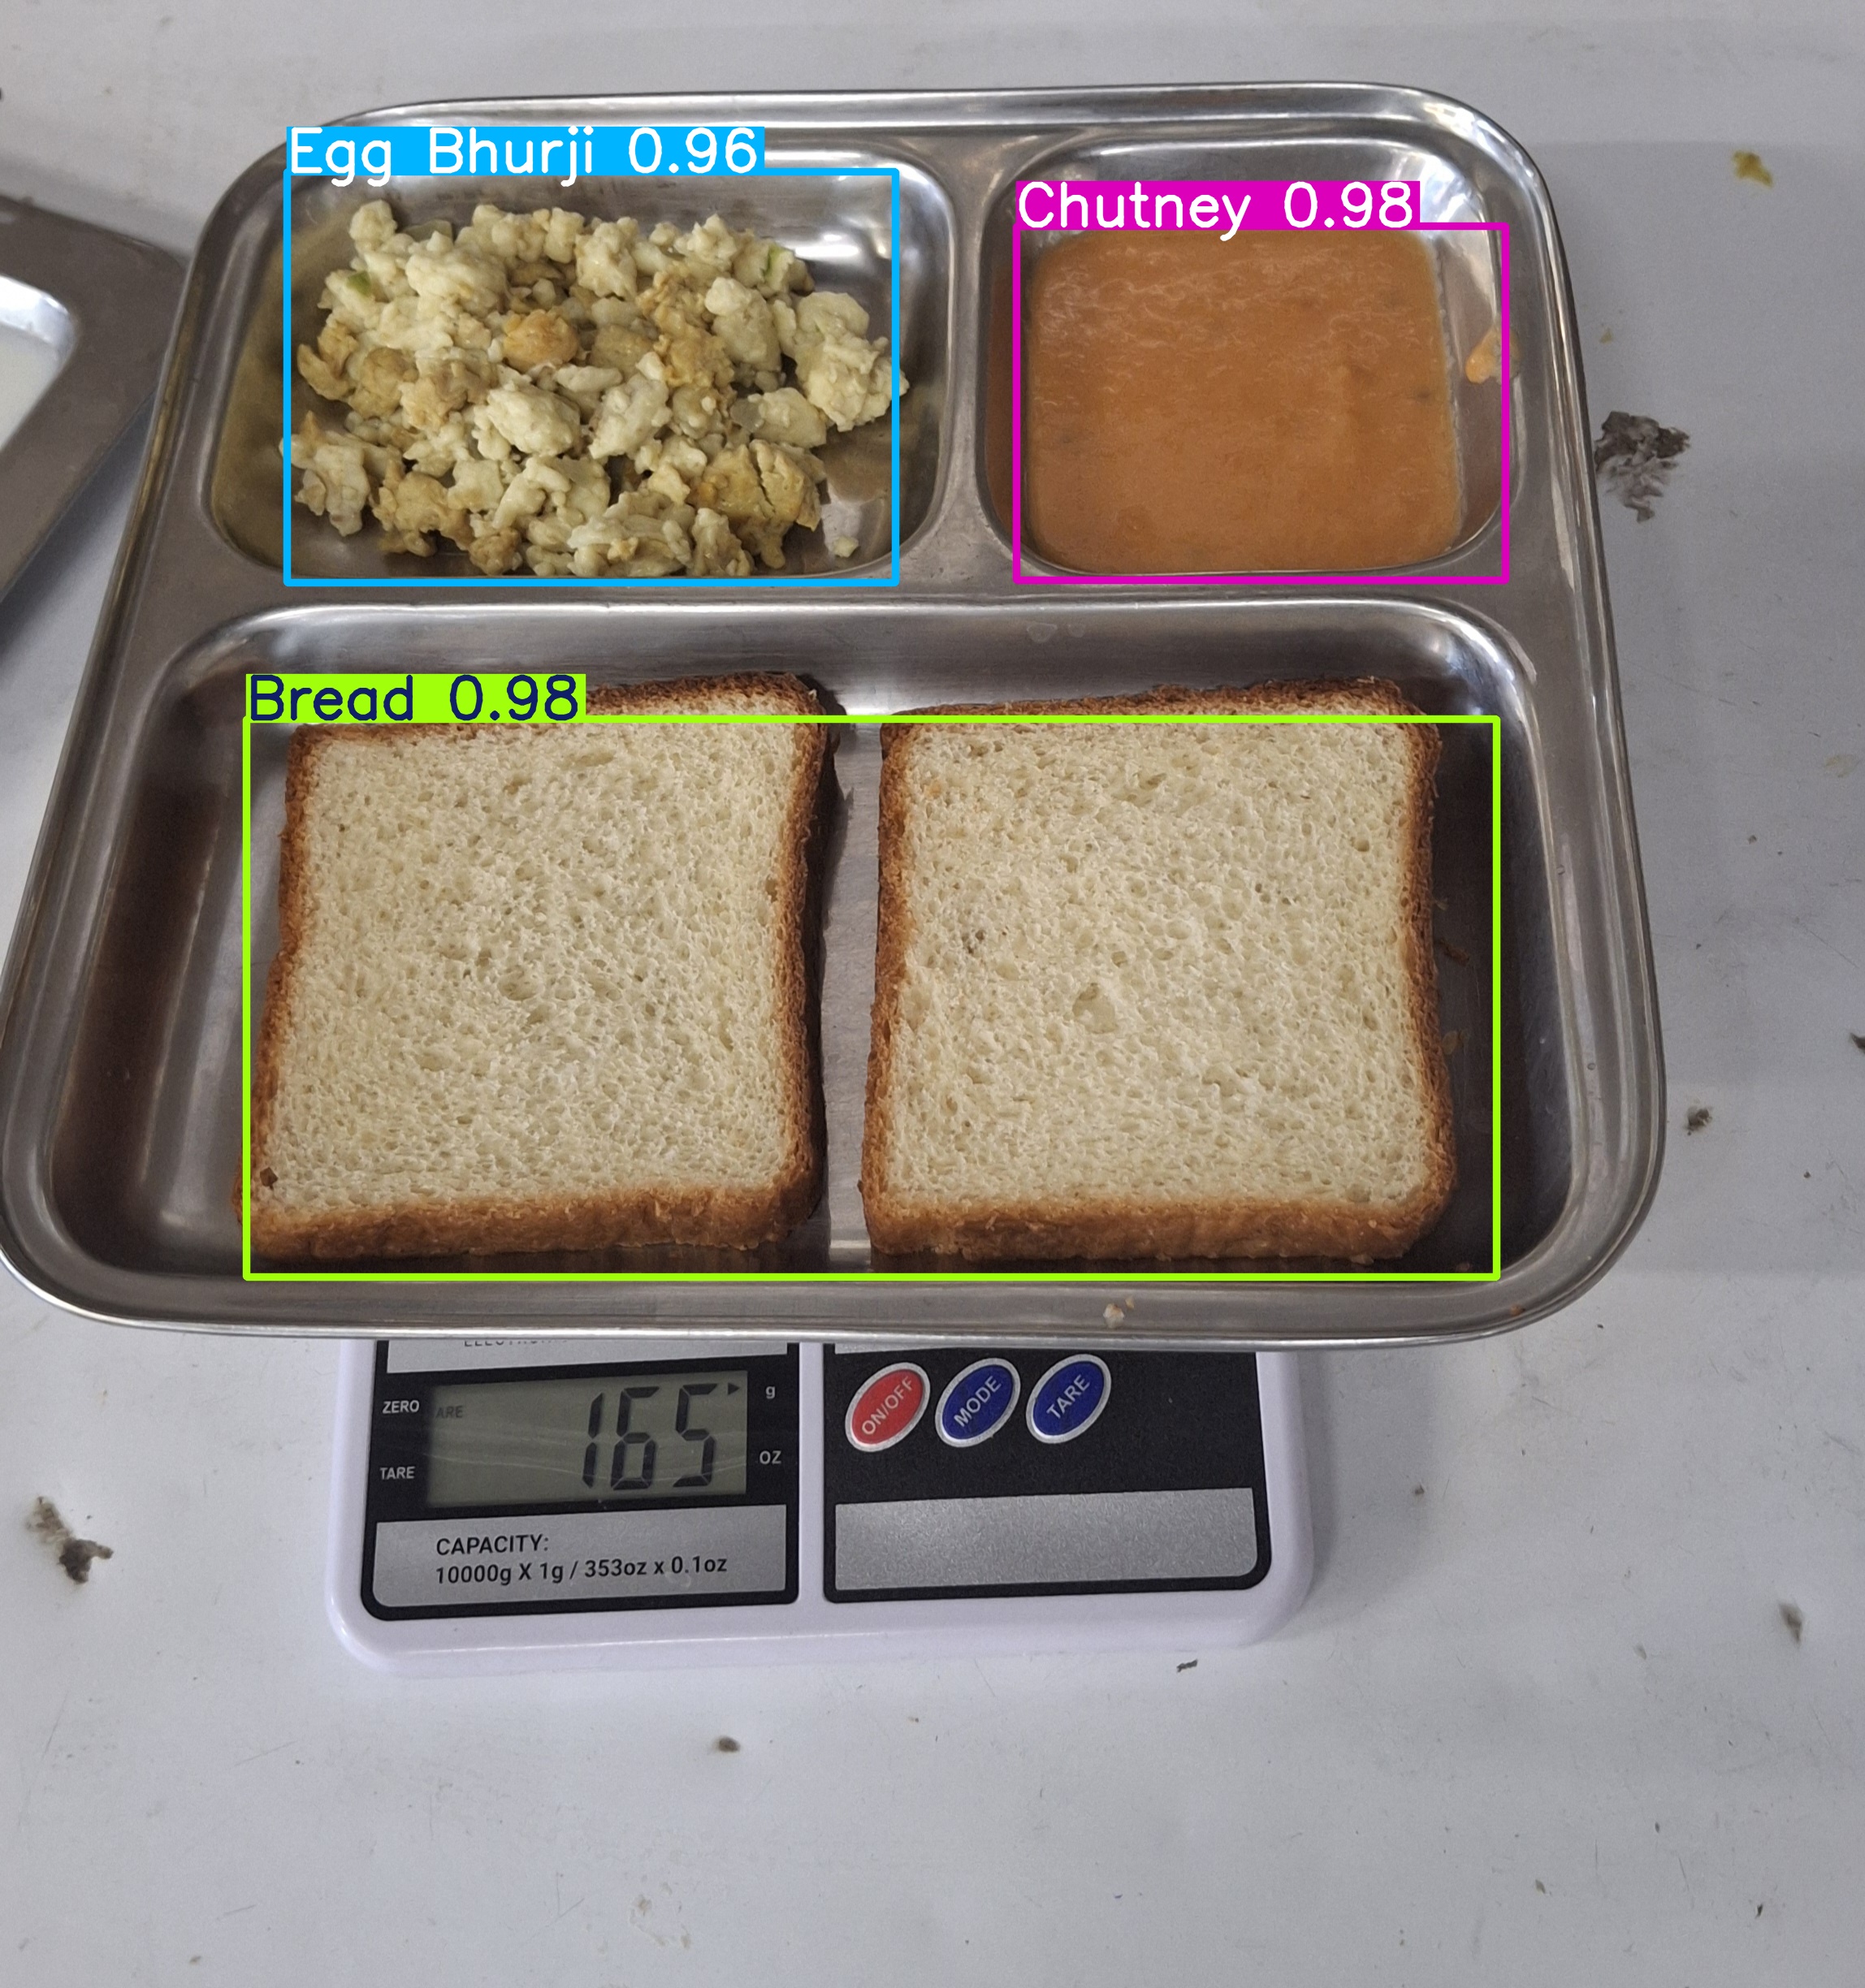 Egg Bhurji 0.96
Chutney 0.98
Bread 0.98
ZERO
TARE
165
g
OZ
TARE
ON/OFF
MODE
TARE
CAPACITY:
10000g X 1g / 353oz x 0.1oz